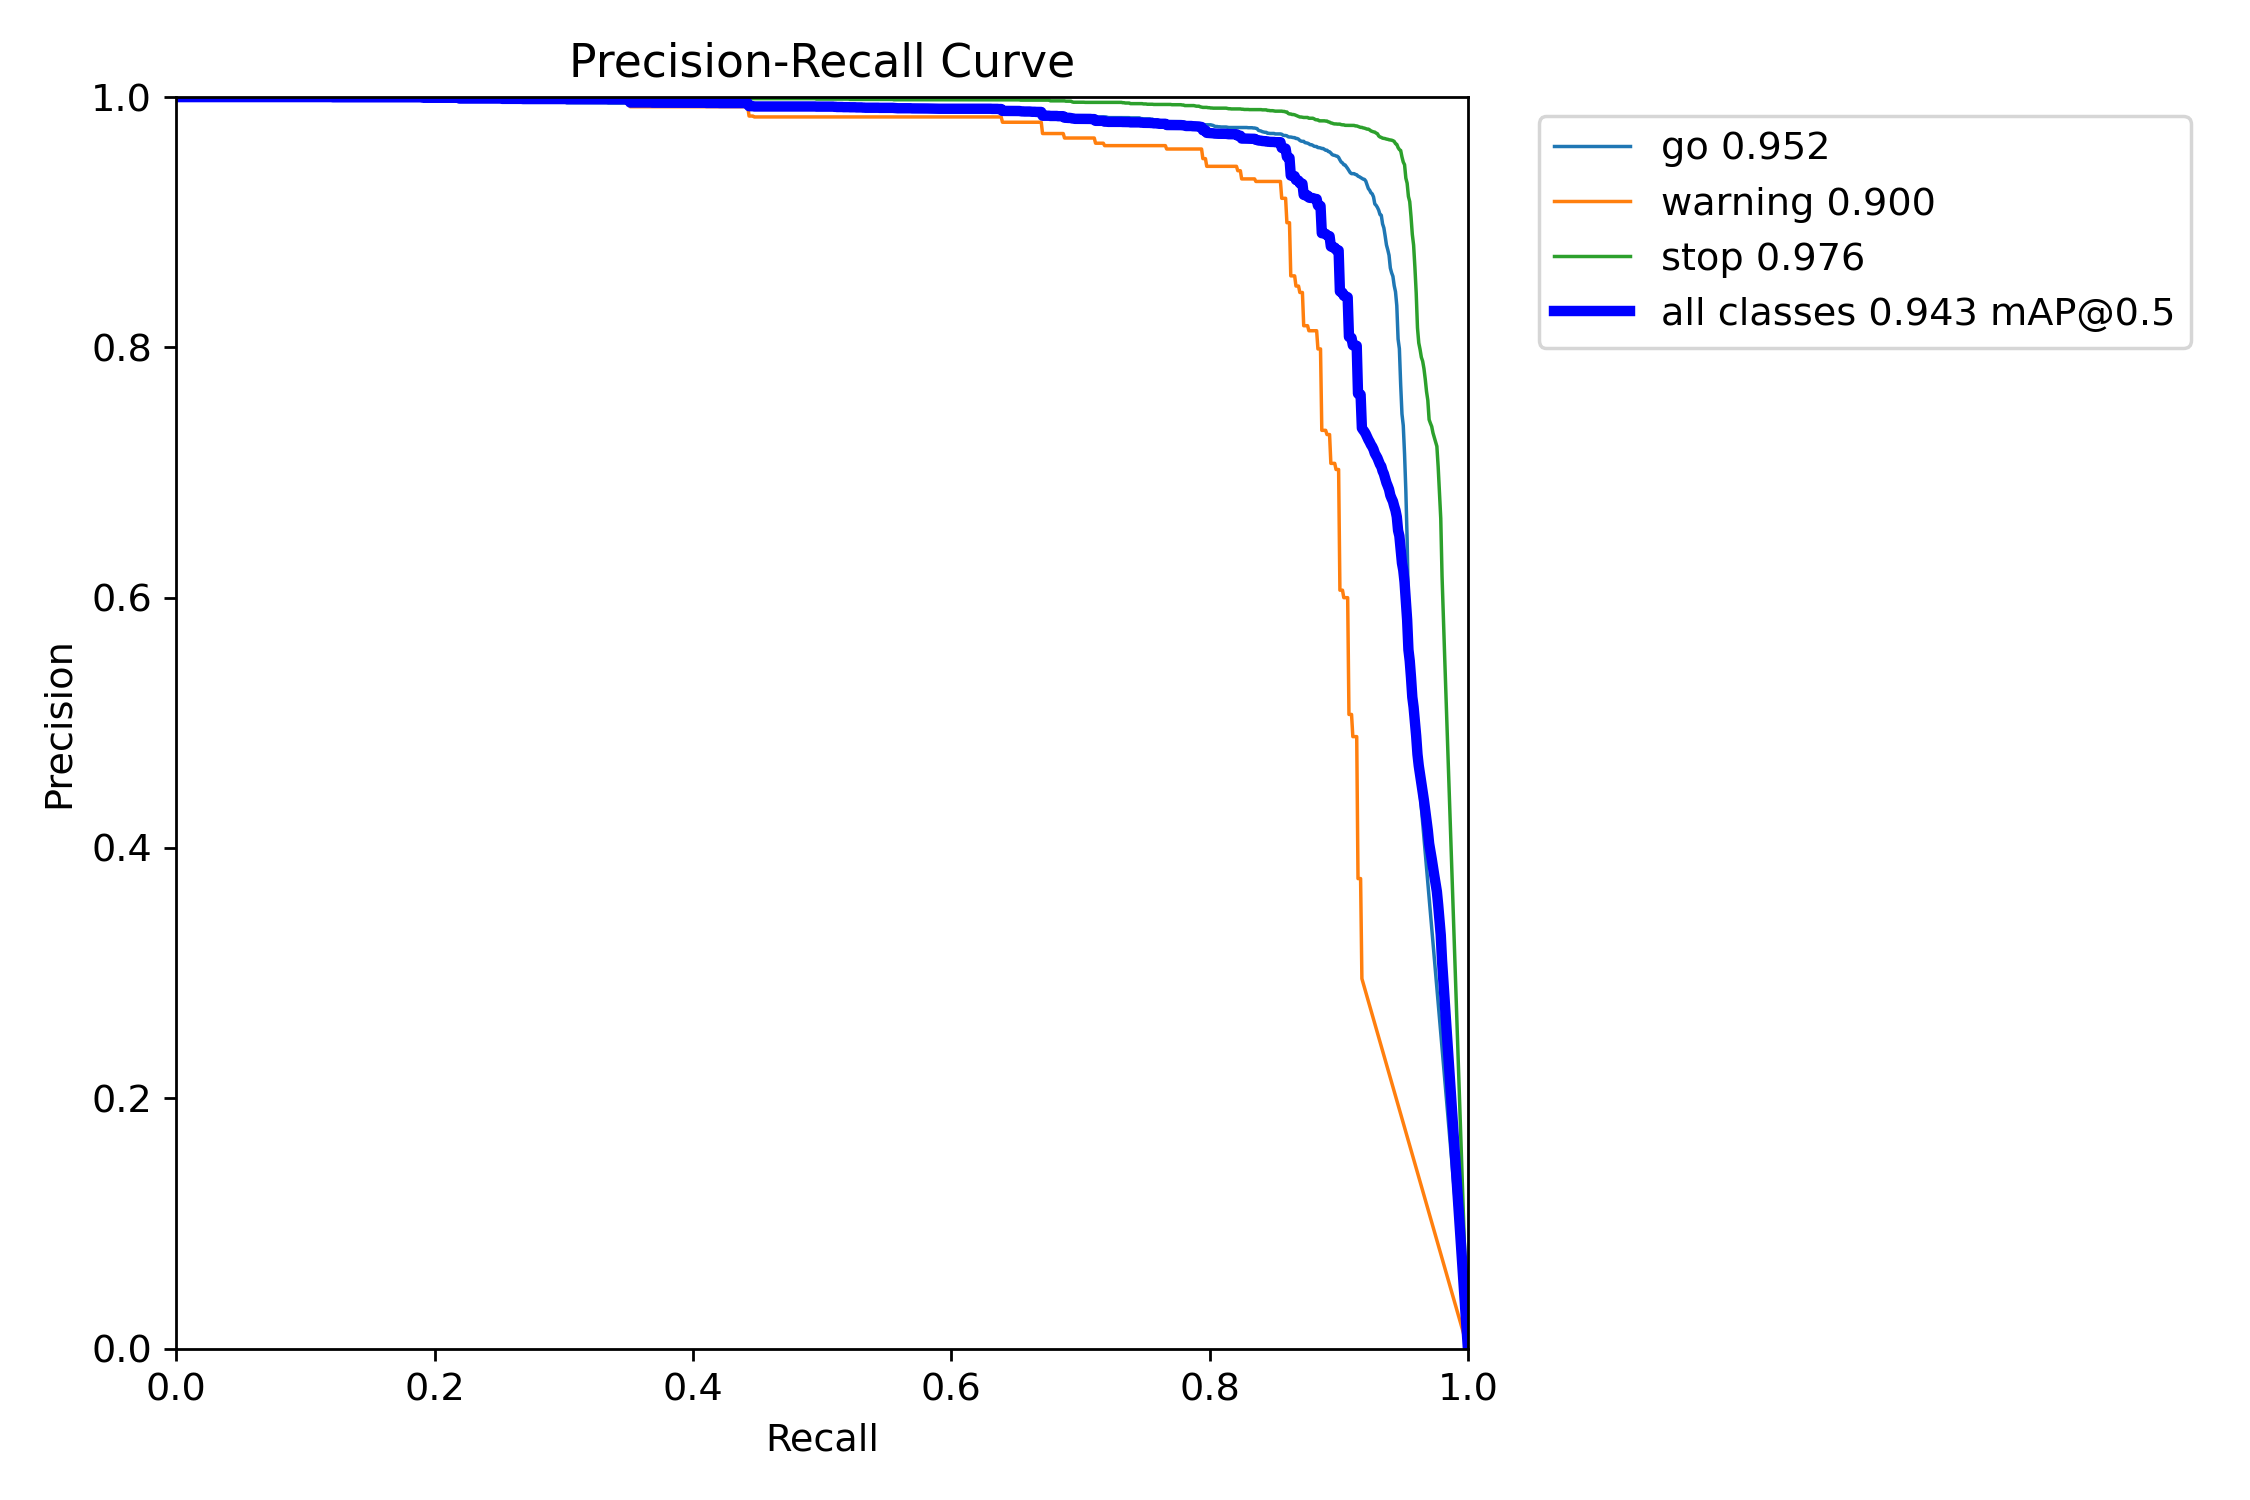 Precision-Recall Curve
1.0
0.8
0.6
0.4
0.2
0.0
Precision
0.0 0.2 0.4 0.6 0.8 1.0
Recall
go 0.952
warning 0.900
stop 0.976
all classes 0.943 mAP@0.5